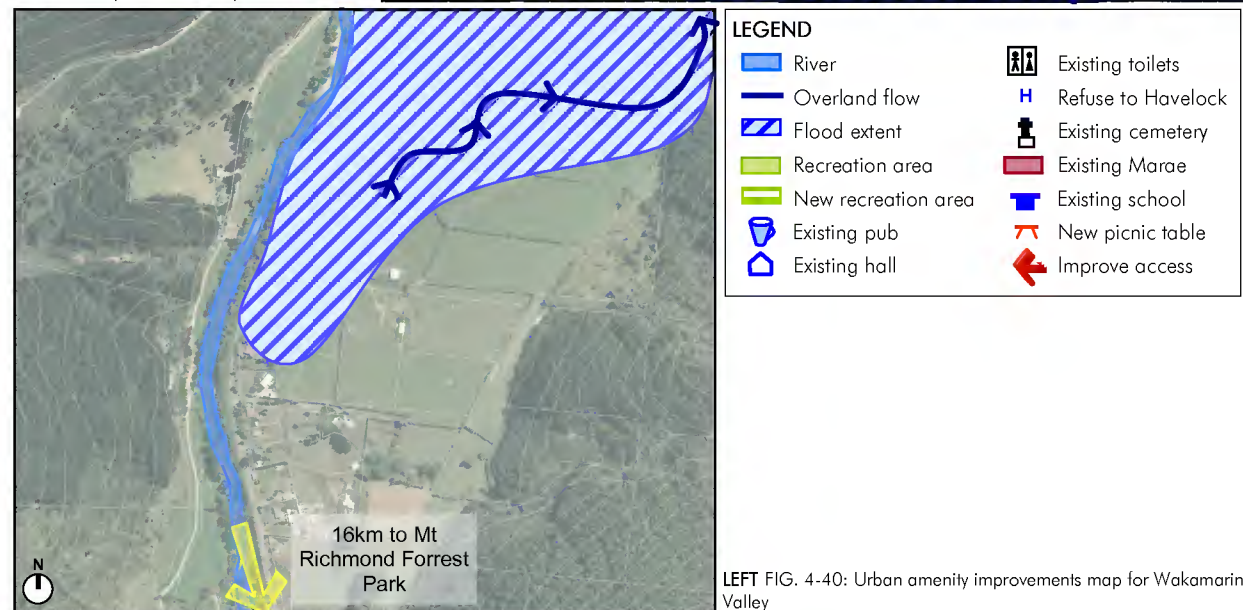 LEGEND
River
Overland flow
Flood extent
Recreation area
New recreation area
Existing pub
Existing hall
Existing toilets
H Refuse to Havelock
Existing cemetery
Existing Marae
Existing school
New picnic table
Improve access
16km to Mt
Richmond Forrest
Park
N
LEFT FIG. 4-40: Urban amenity improvements map for Wakamarin
Valley